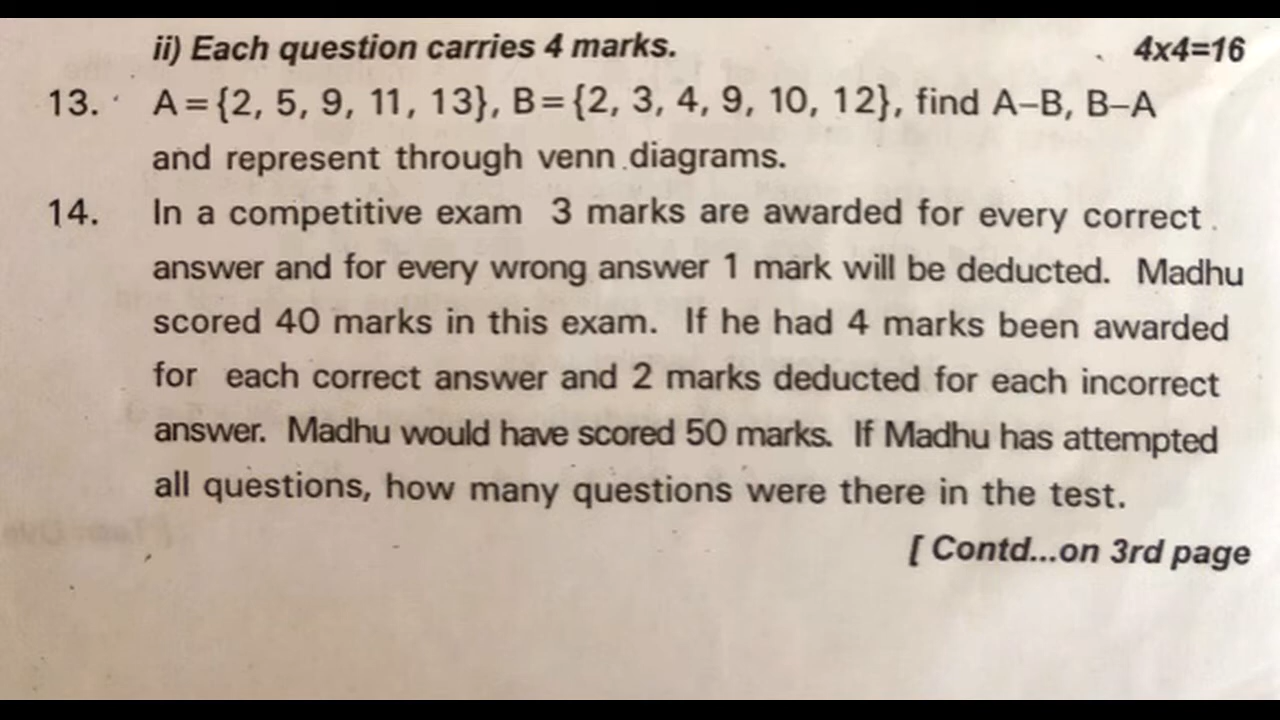 ii) Each question carries 4 marks. 4x4=16
13. A={2, 5, 9, 11, 13}, B={2, 3, 4, 9, 10, 12}, find A–B, B–A
and represent through venn diagrams.
14. In a competitive exam 3 marks are awarded for every correct
answer and for every wrong answer 1 mark will be deducted. Madhu
scored 40 marks in this exam. If he had 4 marks been awarded
for each correct answer and 2 marks deducted for each incorrect
answer. Madhu would have scored 50 marks. If Madhu has attempted
all questions, how many questions were there in the test.
[ Contd...on 3rd page